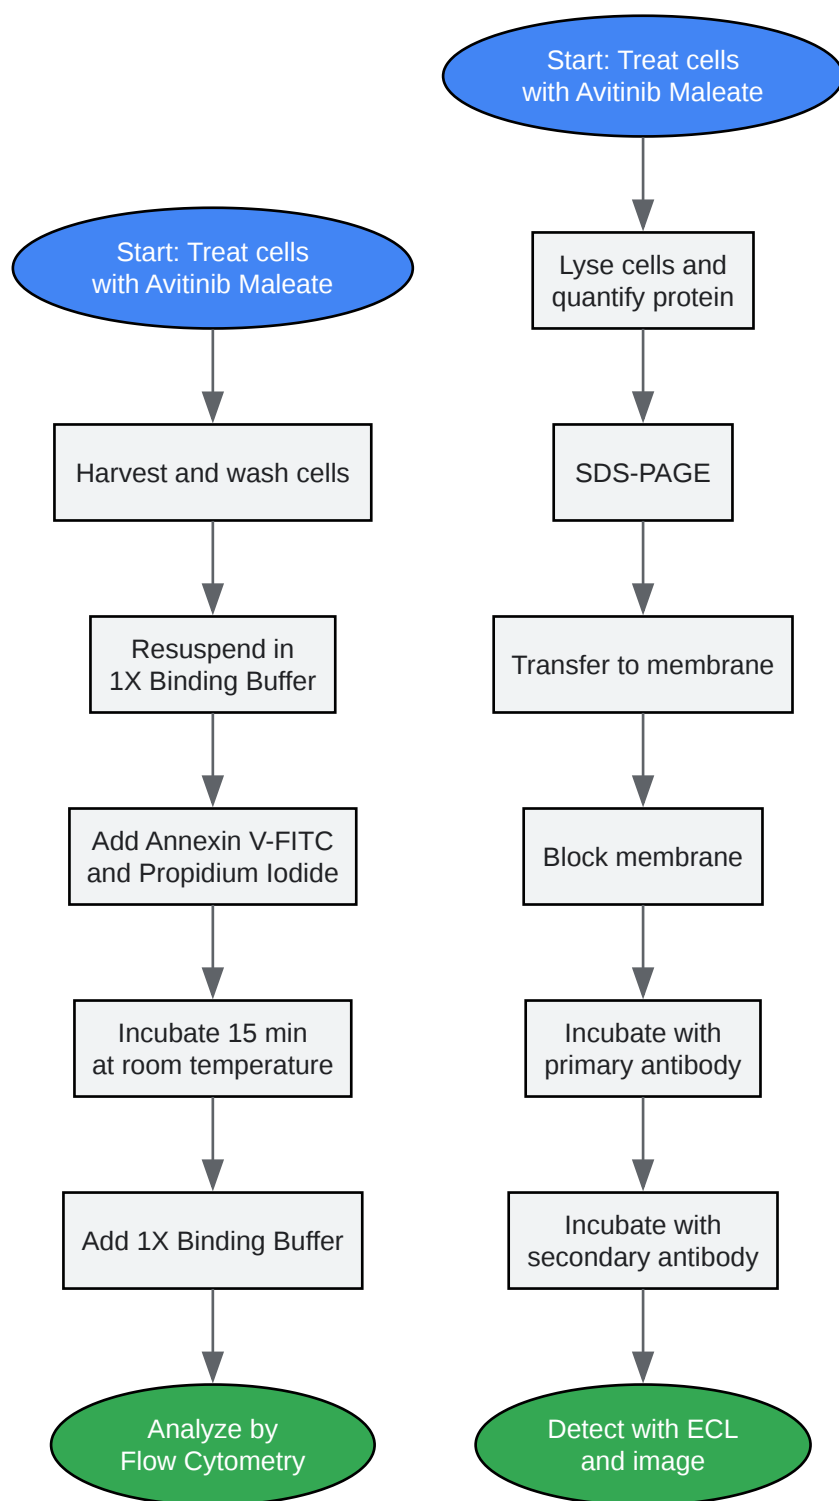 Start: Treat cells
with Avitinib Maleate
Harvest and wash cells
Resuspend in
1X Binding Buffer
Add Annexin V-FITC
and Propidium Iodide
Incubate 15 min
at room temperature
Add 1X Binding Buffer
Analyze by
Flow Cytometry
Start: Treat cells
with Avitinib Maleate
Lyse cells and
quantify protein
SDS-PAGE
Transfer to membrane
Block membrane
Incubate with
primary antibody
Incubate with
secondary antibody
Detect with ECL
and image